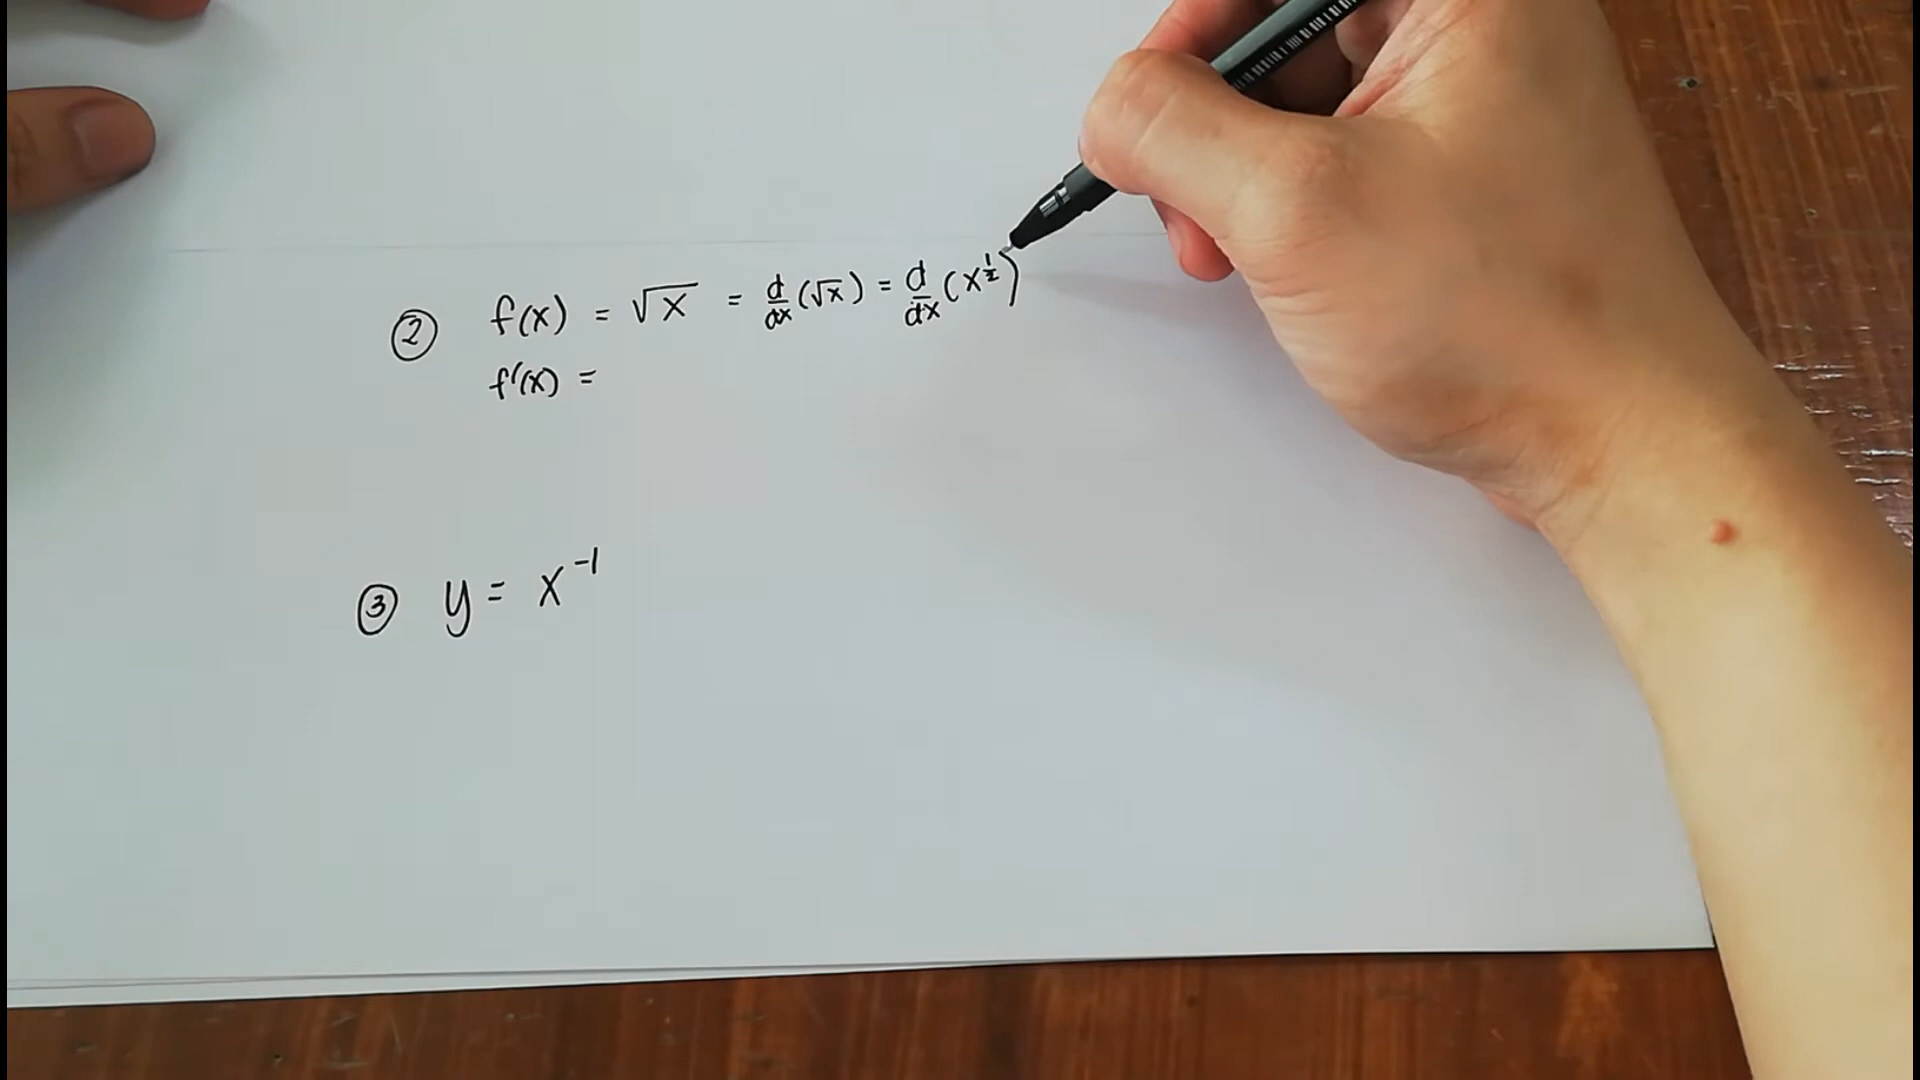 ② f(x) = √x = d/dx (√x) = d/dx (x^½)
f'(x) =
③ y = x⁻¹